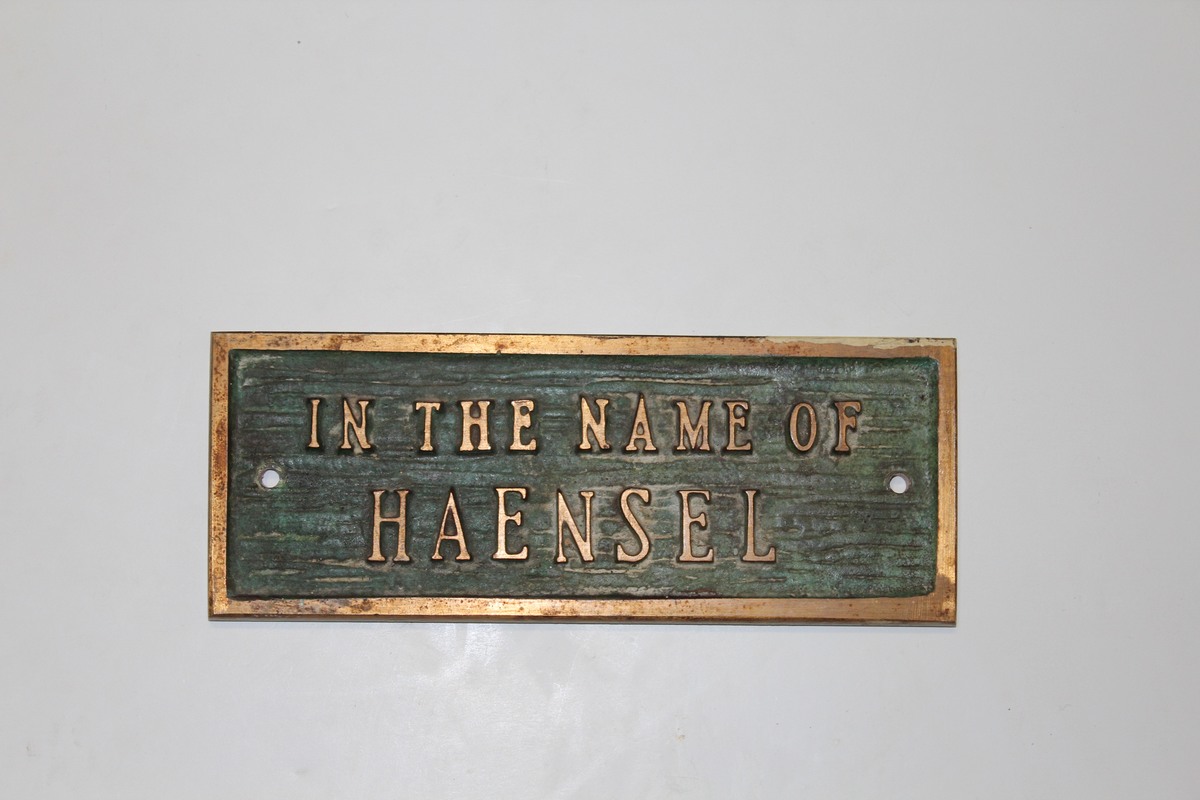 IN THE NAME OF
HAENSEL